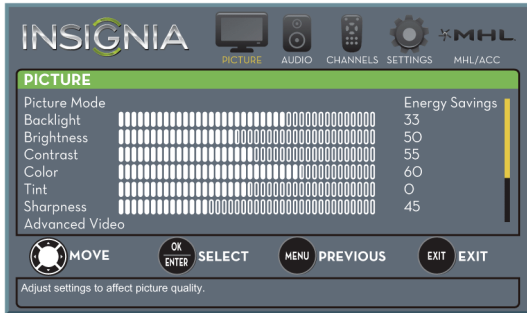 INSIGNIA
PICTURE AUDIO CHANNELS SETTINGS MHL/ACC
MHL
PICTURE
Picture Mode Energy Savings
Backlight 33
Brightness 50
Contrast 55
Color 60
Tint 0
Sharpness 45
Advanced Video
MOVE OK ENTER SELECT MENU PREVIOUS EXIT EXIT
Adjust settings to affect picture quality.